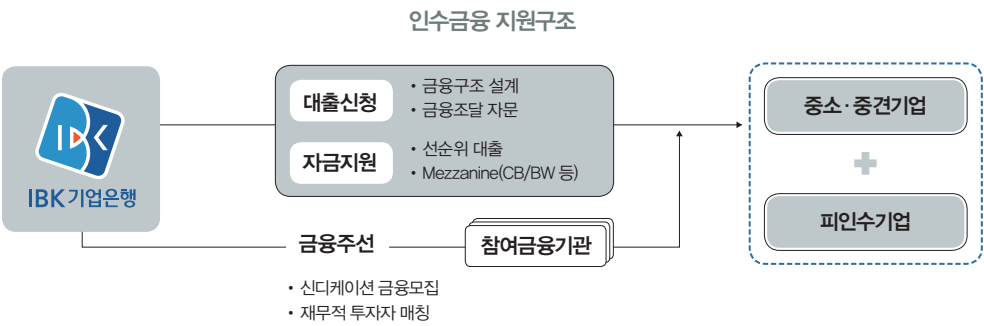 인수금융 지원구조
IBK
IBK기업은행
대출신청
• 금융구조 설계
• 금융조달 자문
자금지원
• 선순위 대출
• Mezzanine(CB/BW 등)
금융주선
참여금융기관
• 신디케이션 금융모집
• 재무적 투자자 매칭
중소·중견기업
+
피인수기업